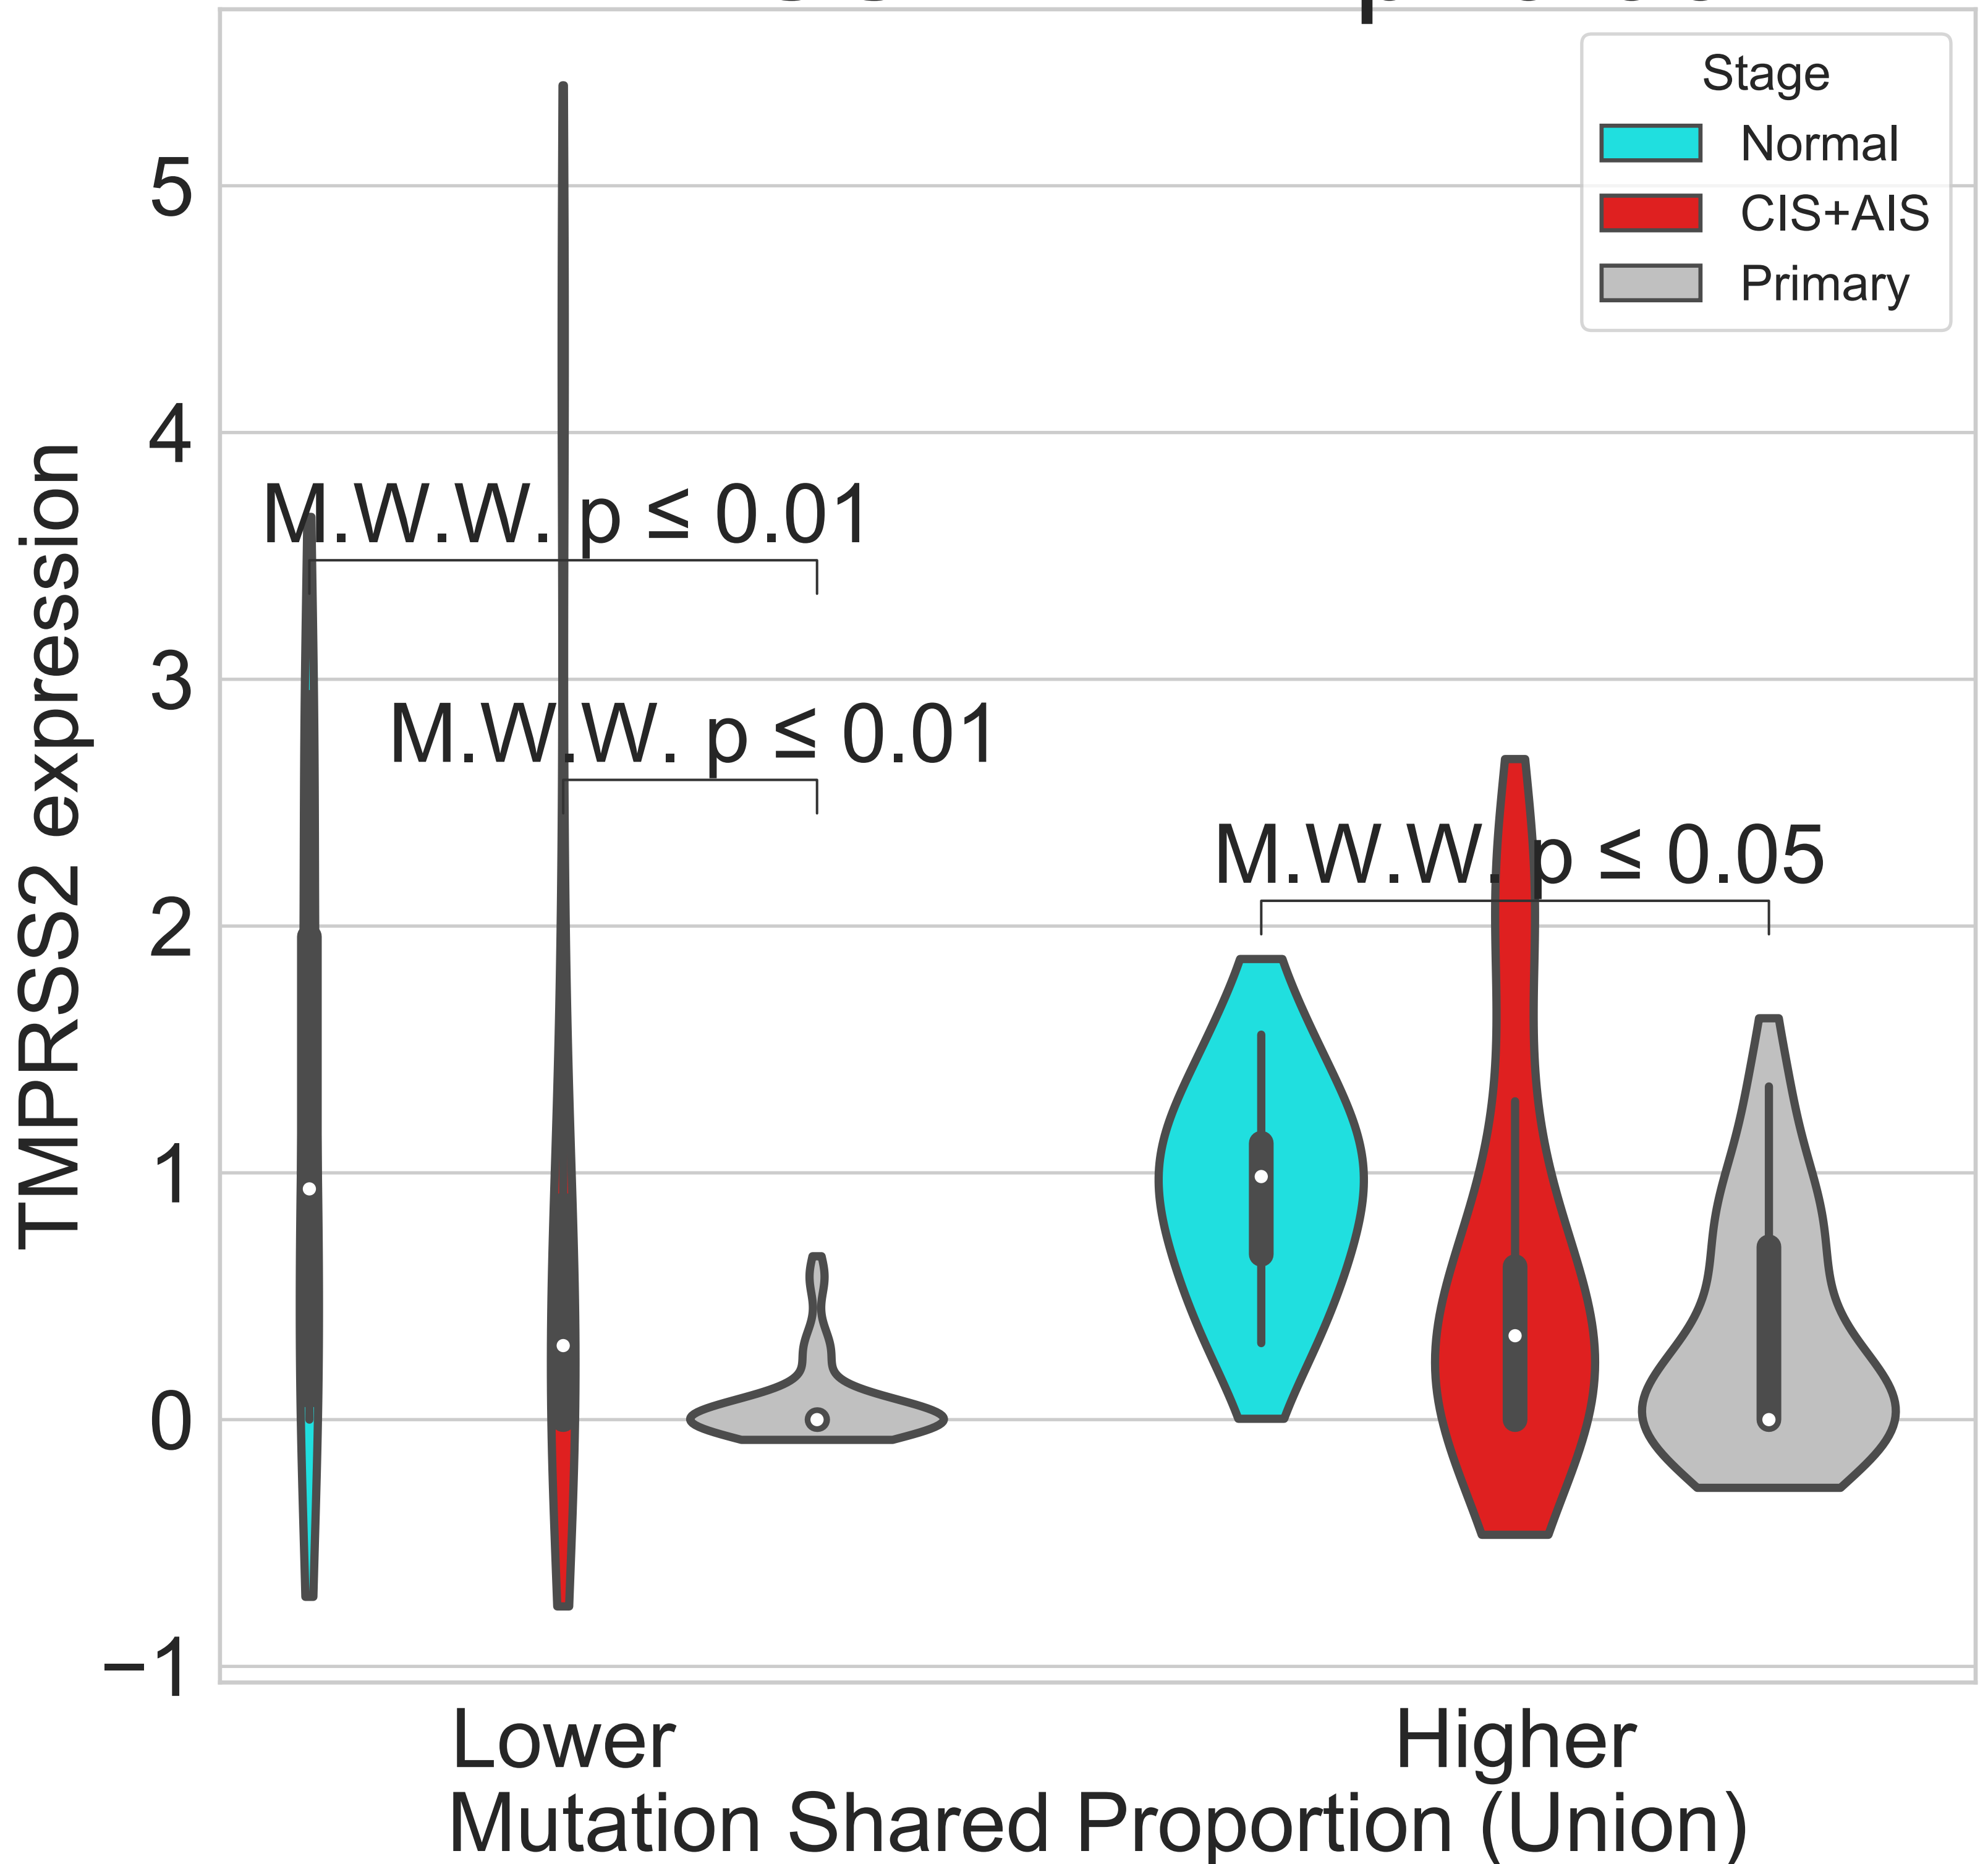 Stage
Normal
CIS+AIS
Primary
5
4
3
2
1
0
−1
TMPRSS2 expression
M.W.W. p ≤ 0.01
M.W.W. p ≤ 0.01
M.W.W. p ≤ 0.05
Lower
Higher
Mutation Shared Proportion (Union)